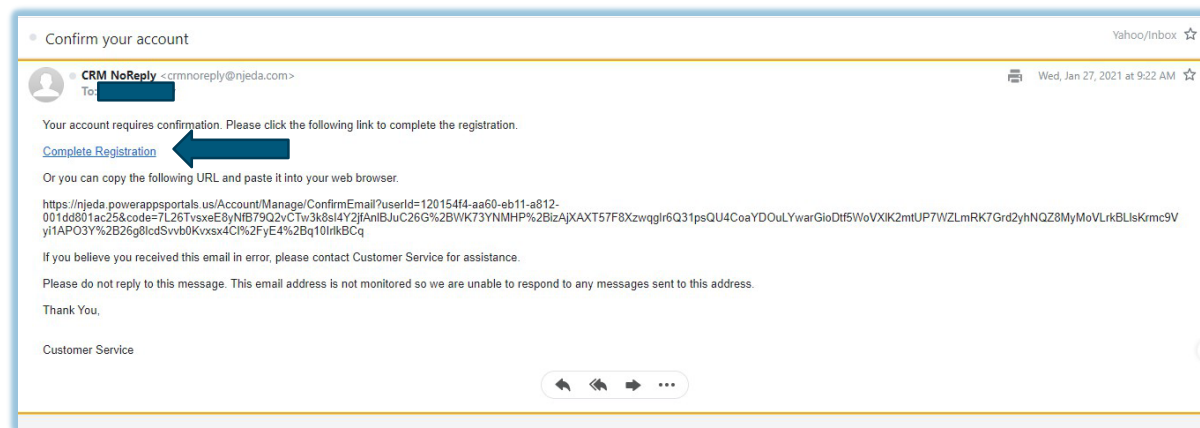 Confirm your account
Yahoo/Inbox
CRM NoReply <crmnoreply@njeda.com>
Wed, Jan 27, 2021 at 9:22 AM
To:
Your account requires confirmation. Please click the following link to complete the registration.
Complete Registration
Or you can copy the following URL and paste it into your web browser.
https://njeda.powerappsportals.us/Account/Manage/ConfirmEmail?userId=120154f4-aa60-eb11-a812-
001dd801ac25&code=7L26TvsxeE8yNfB79Q2vCTw3k8sI4Y2jfAnIBJuC26G%2BWK73YNMHP%2BizAjXAXT57F8Xzwqglr6Q31psQU4CoaYDOuLYwarGioDtf5WoVXlK2mtUP7WZLmRK7Grd2yhNQZ8MyMoVLrkBLlsKrmc9V
yi1APO3Y%2B26g8lcdSvvb0Kvxsx4Cl%2FyE4%2Bq10IrlkBCq
If you believe you received this email in error, please contact Customer Service for assistance.
Please do not reply to this message. This email address is not monitored so we are unable to respond to any messages sent to this address.
Thank You,
Customer Service